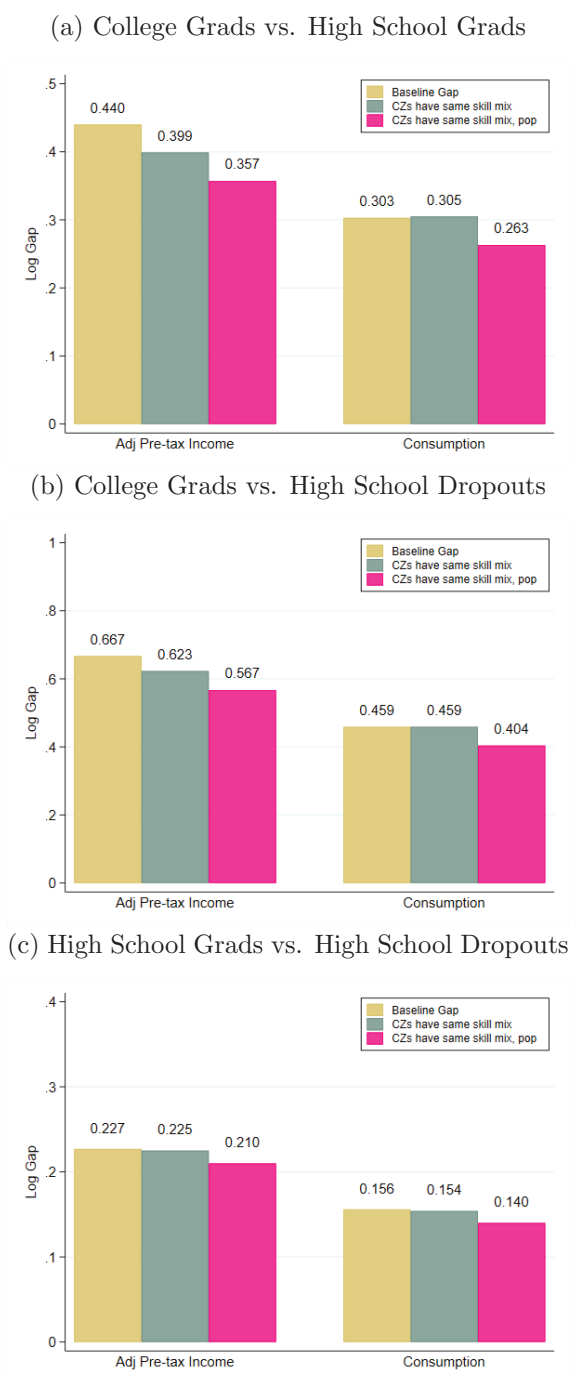 (a) College Grads vs. High School Grads
Baseline Gap
CZs have same skill mix
CZs have same skill mix, pop
.5
.4
.3
.2
.1
0
Log Gap
0.440
0.399
0.357
0.303
0.305
0.263
Adj Pre-tax Income
Consumption
(b) College Grads vs. High School Dropouts
Baseline Gap
CZs have same skill mix
CZs have same skill mix, pop
1
.8
.6
.4
.2
0
Log Gap
0.667
0.623
0.567
0.459
0.459
0.404
Adj Pre-tax Income
Consumption
(c) High School Grads vs. High School Dropouts
Baseline Gap
CZs have same skill mix
CZs have same skill mix, pop
.4
.3
.2
.1
0
Log Gap
0.227
0.225
0.210
0.156
0.154
0.140
Adj Pre-tax Income
Consumption